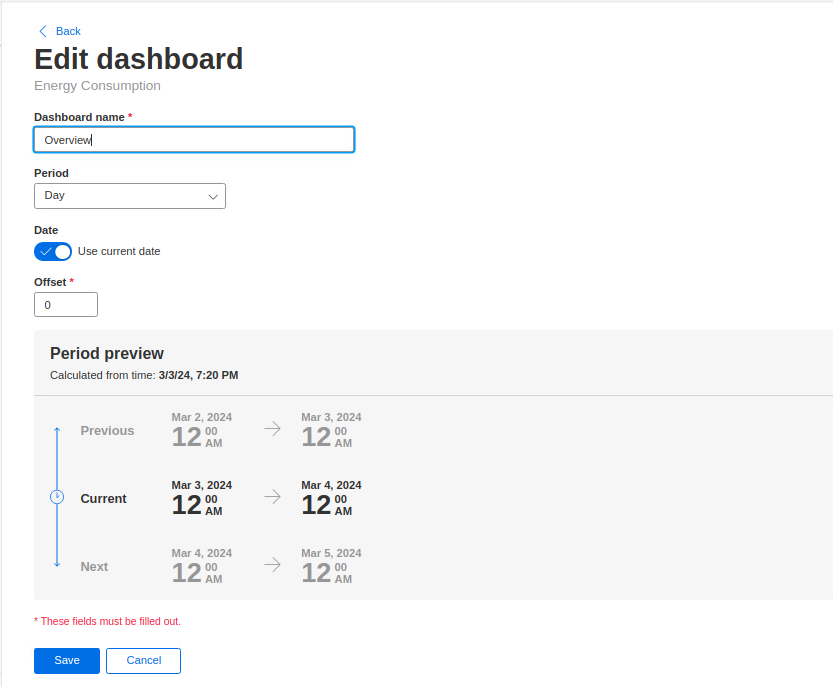 Back
Edit dashboard
Energy Consumption
Dashboard name *
Overview
Period
Day
Date
Use current date
Offset *
0
Period preview
Calculated from time: 3/3/24, 7:20 PM
Previous
Mar 2, 2024
12 00 AM
Mar 3, 2024
12 00 AM
Current
Mar 3, 2024
12 00 AM
Mar 4, 2024
12 00 AM
Next
Mar 4, 2024
12 00 AM
Mar 5, 2024
12 00 AM
* These fields must be filled out.
Save
Cancel